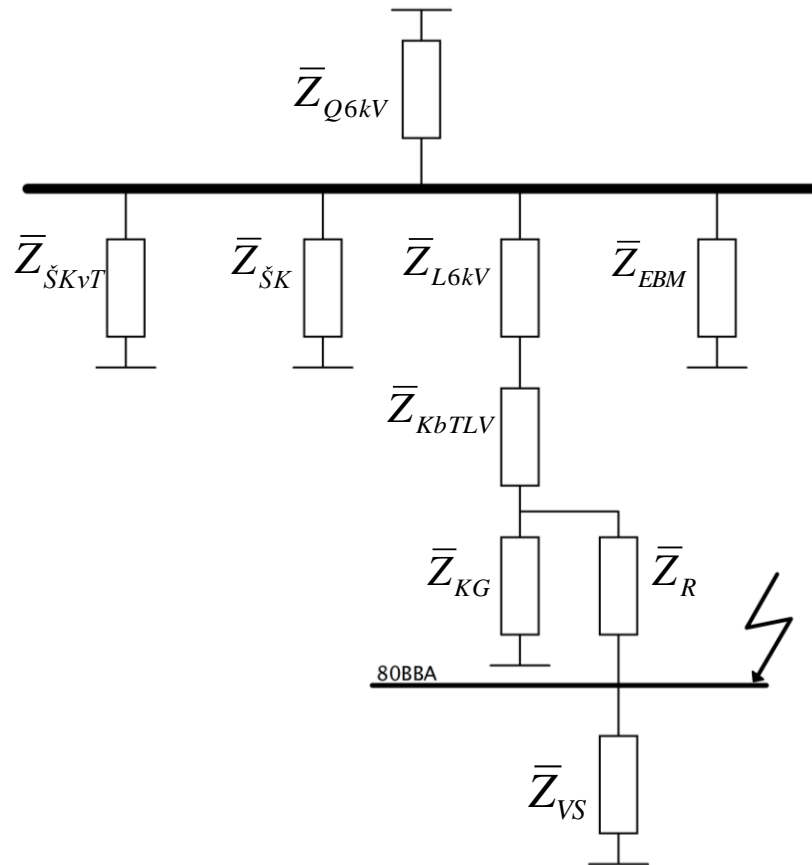 Z̅Q6kV
Z̅ŠKvT
Z̅ŠK
Z̅L6kV
Z̅EBM
Z̅KbTLV
Z̅KG
Z̅R
80BBA
Z̅VS